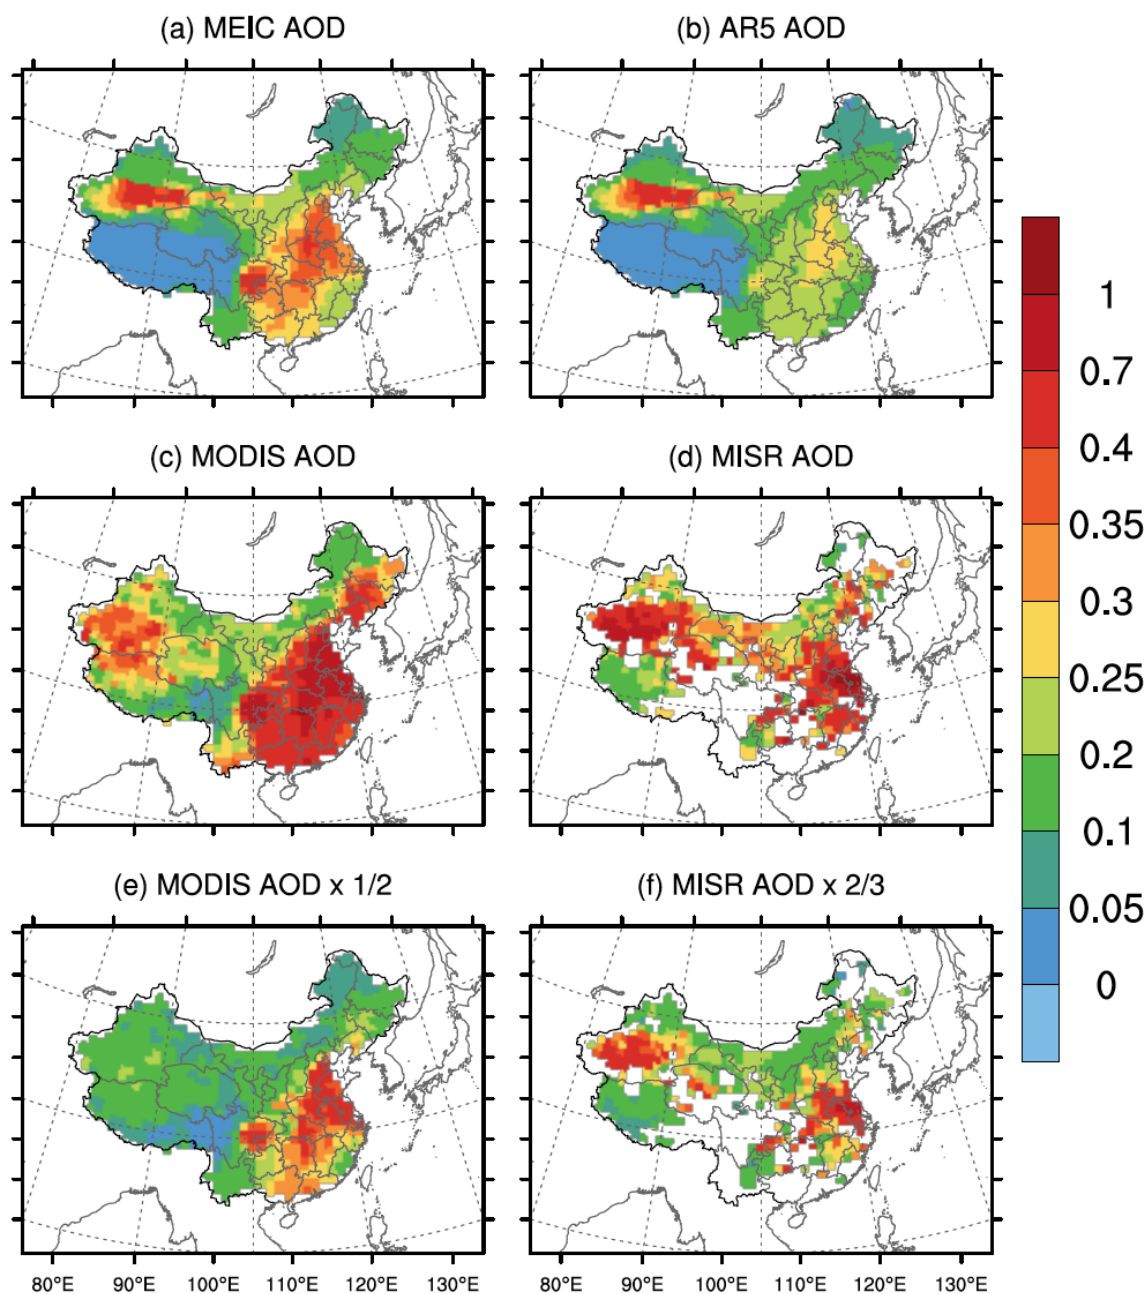 (a) MEIC AOD
(b) AR5 AOD
(c) MODIS AOD
(d) MISR AOD
(e) MODIS AOD x 1/2
(f) MISR AOD x 2/3
1
0.7
0.4
0.35
0.3
0.25
0.2
0.1
0.05
0
80°E 90°E 100°E 110°E 120°E 130°E 80°E 90°E 100°E 110°E 120°E 130°E